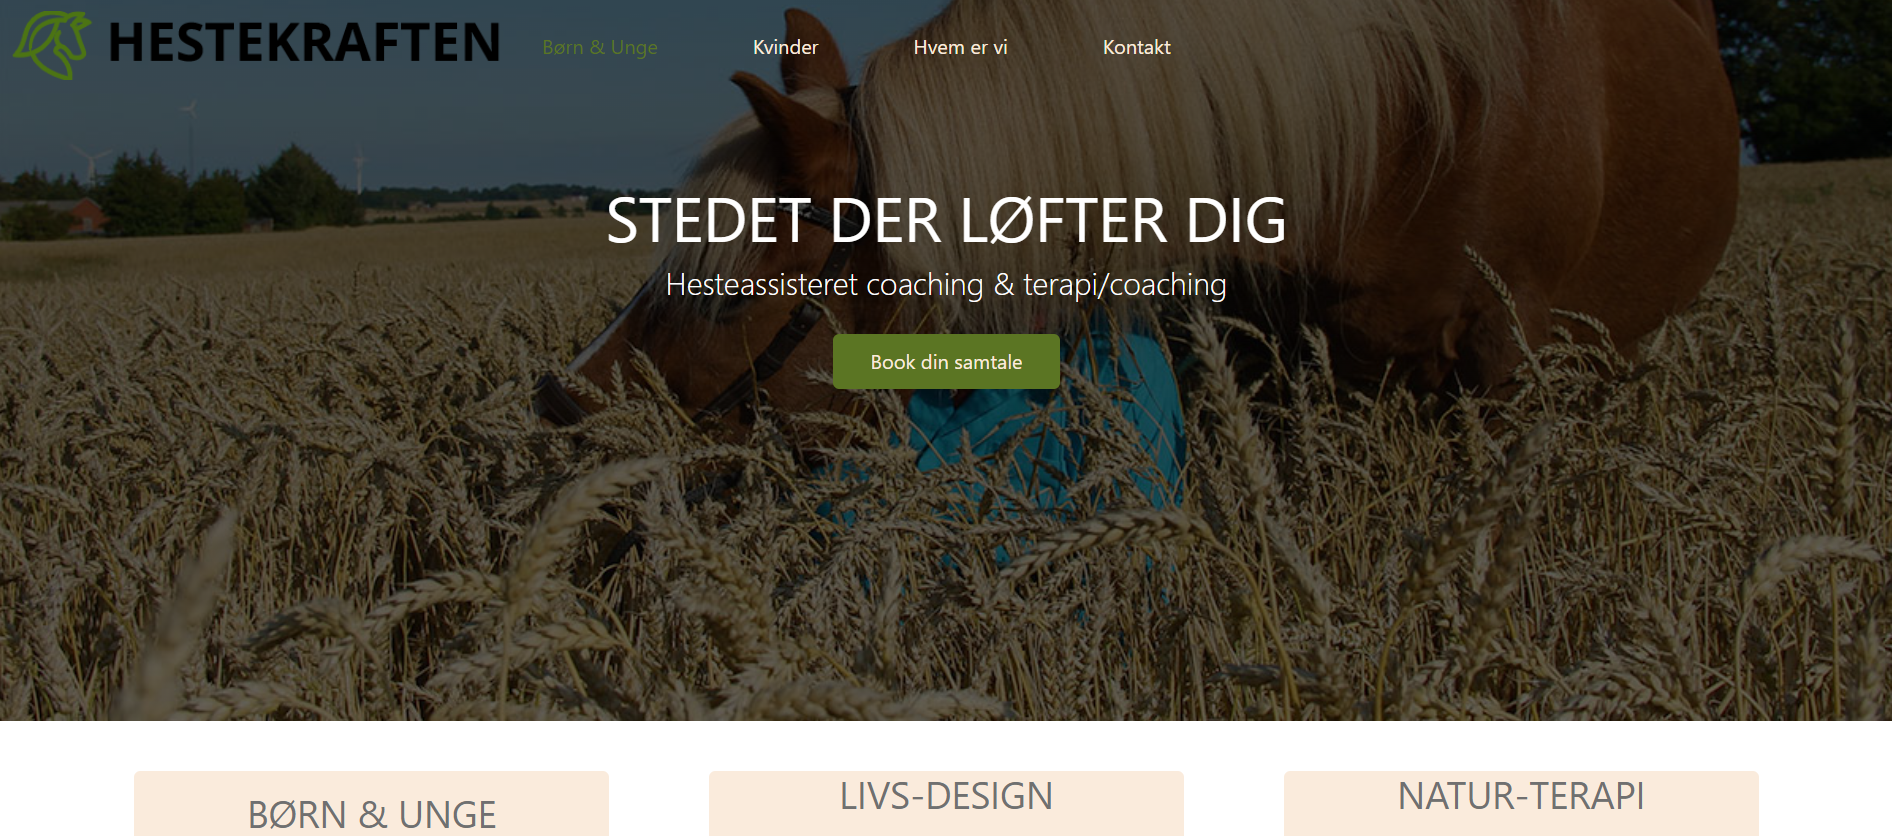 HESTEKRAFTEN
Børn & Unge
Kvinder
Hvem er vi
Kontakt
STEDET DER LØFTER DIG
Hesteassisteret coaching & terapi/coaching
Book din samtale
BØRN & UNGE
LIVS-DESIGN
NATUR-TERAPI